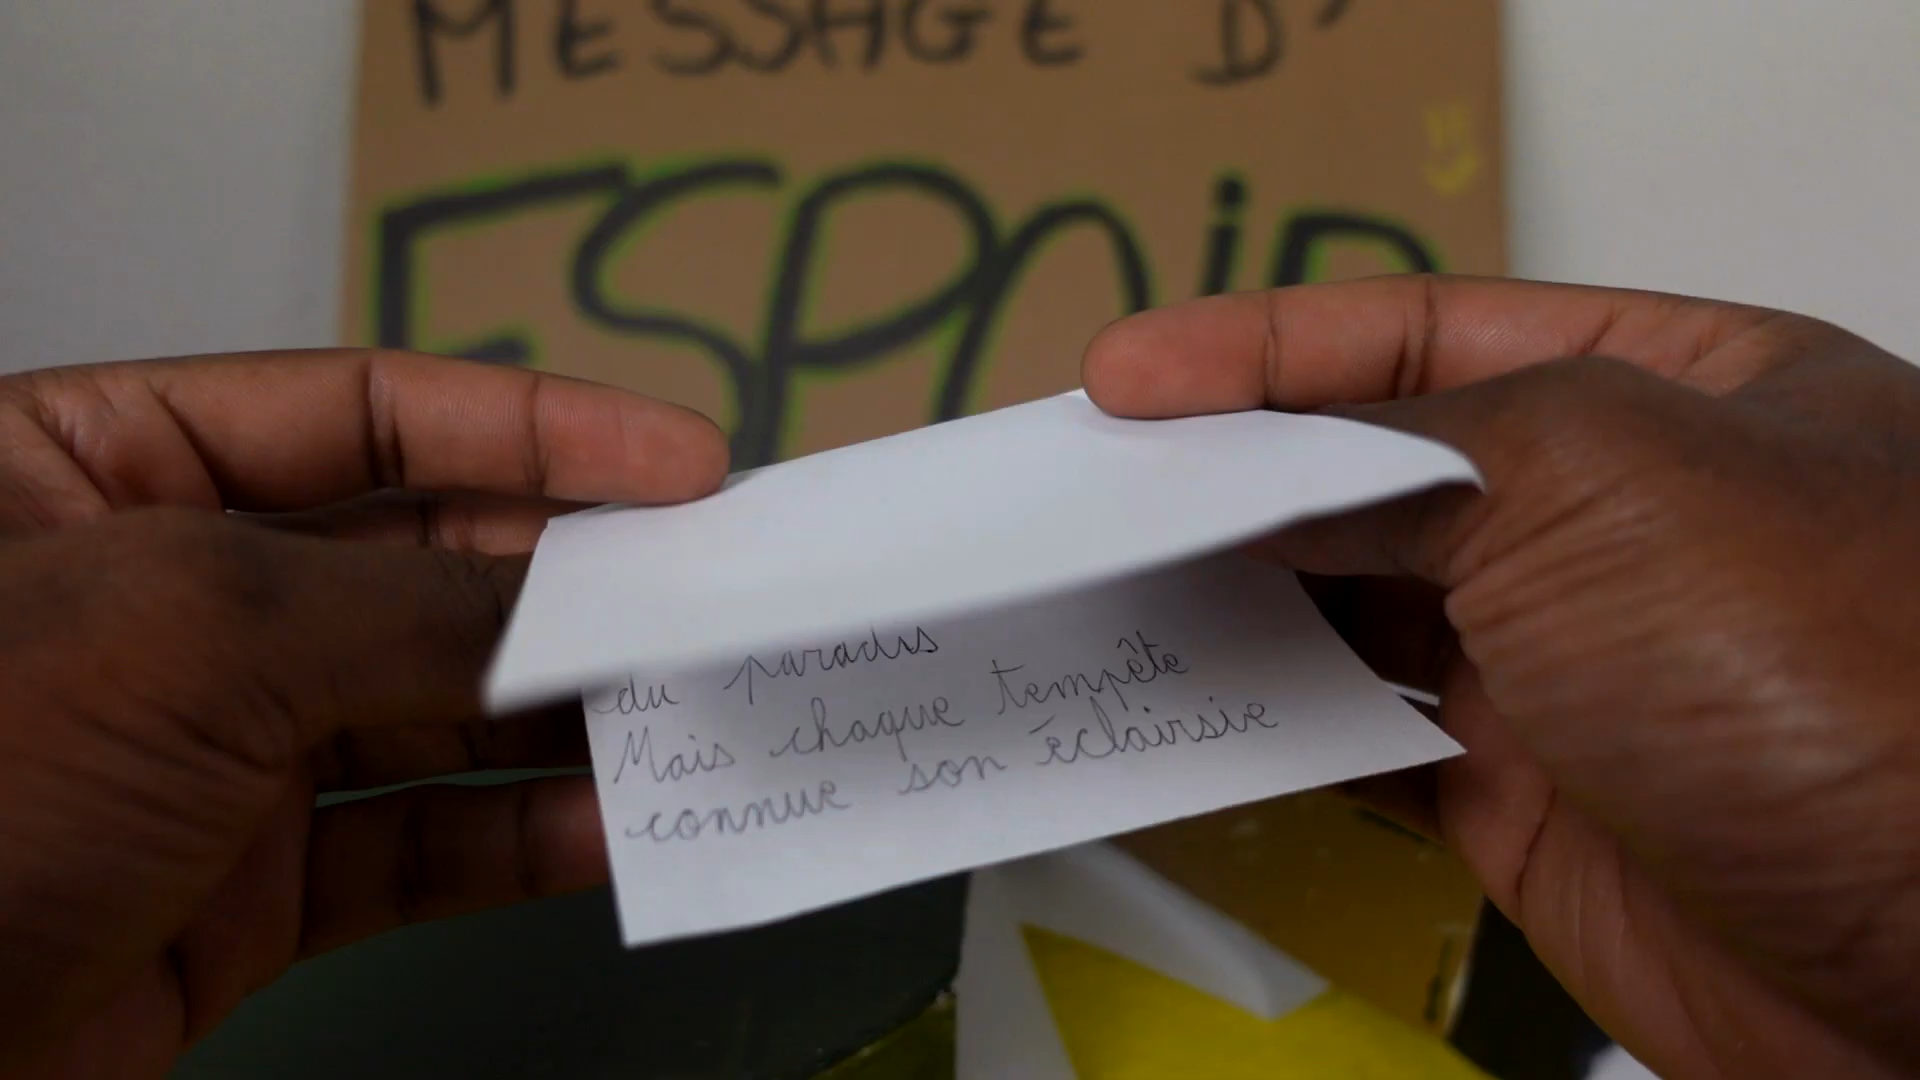 MESSAGE D'
ESPOIR
du paradis
Mais chaque tempête
connue son éclairsie